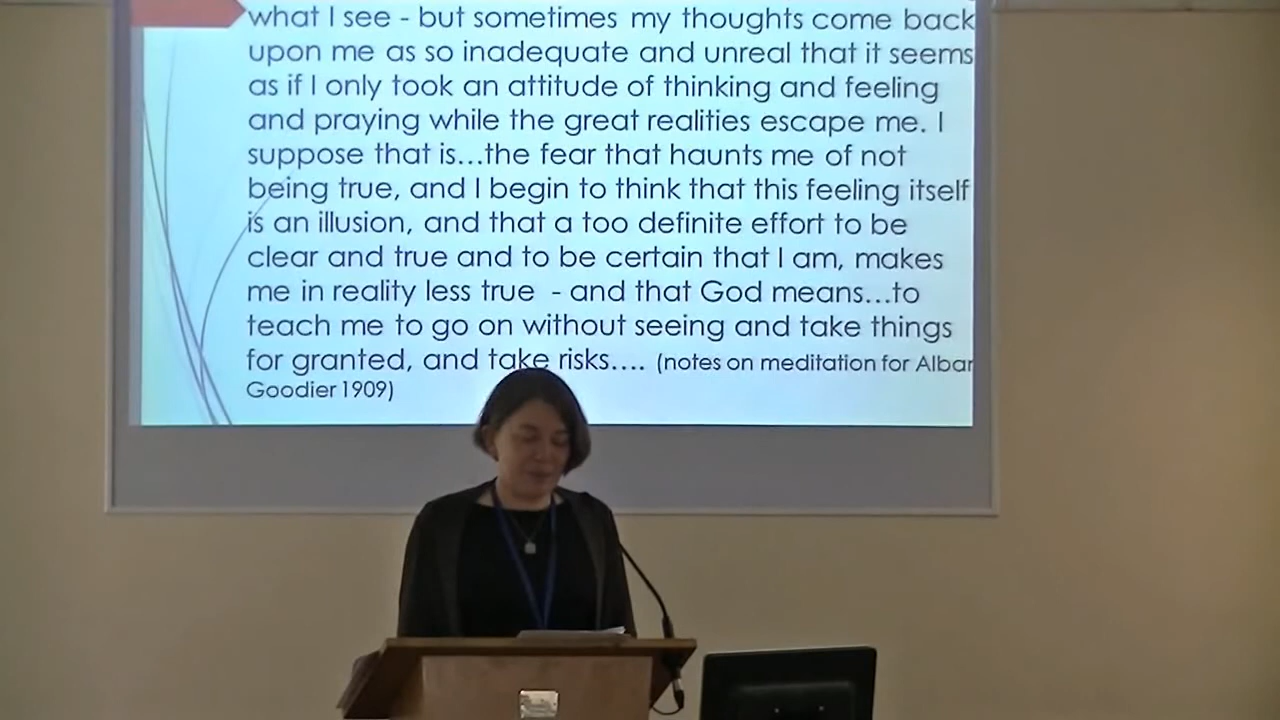 what I see - but sometimes my thoughts come back
upon me as so inadequate and unreal that it seems
as if I only took an attitude of thinking and feeling
and praying while the great realities escape me. I
suppose that is...the fear that haunts me of not
being true, and I begin to think that this feeling itself
is an illusion, and that a too definite effort to be
clear and true and to be certain that I am, makes
me in reality less true - and that God means...to
teach me to go on without seeing and take things
for granted, and take risks.... (notes on meditation for Alban
Goodier 1909)